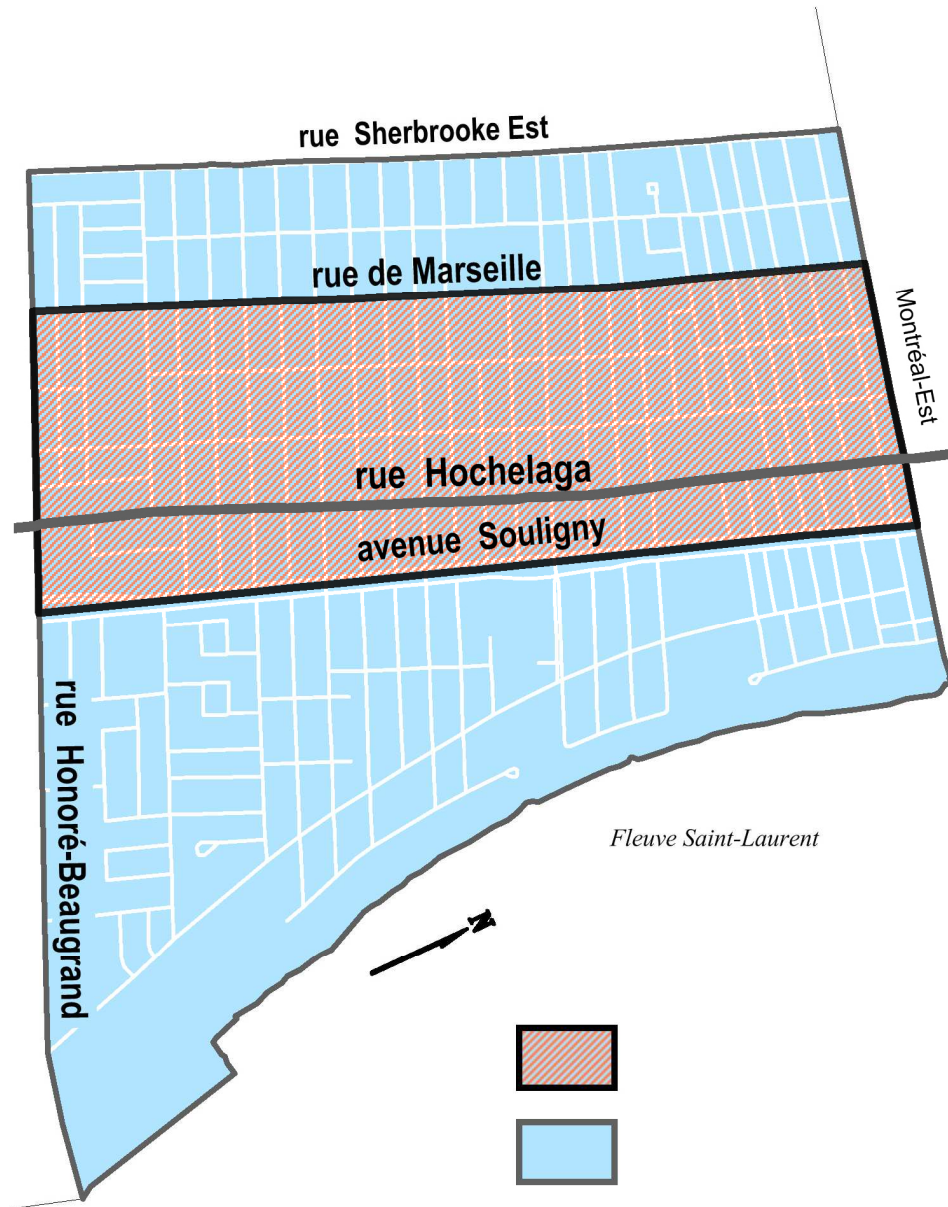 rue Sherbrooke Est
rue de Marseille
Montréal-Est
rue Hochelaga
avenue Souligny
rue Honoré-Beaugrand
Fleuve Saint-Laurent
N